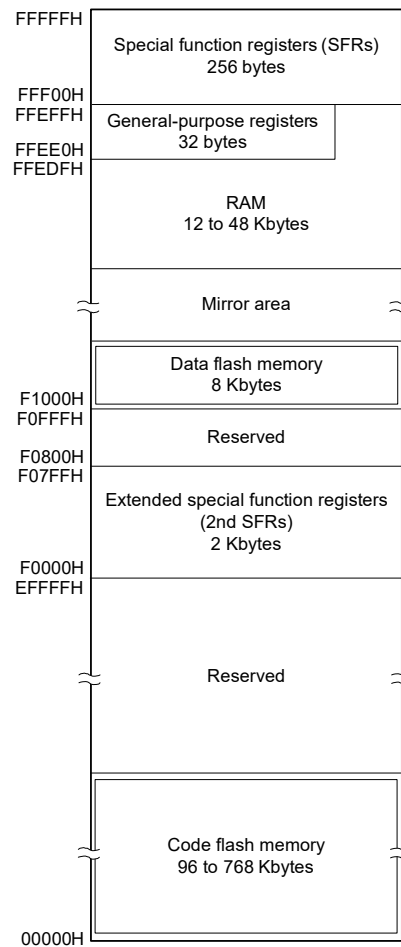 FFFFFH
Special function registers (SFRs)
256 bytes
FFF00H
FFEFFH
General-purpose registers
32 bytes
FFEE0H
FFEDFH
RAM
12 to 48 Kbytes
Mirror area
Data flash memory
8 Kbytes
F1000H
F0FFFH
Reserved
F0800H
F07FFH
Extended special function registers
(2nd SFRs)
2 Kbytes
F0000H
EFFFFH
Reserved
Code flash memory
96 to 768 Kbytes
00000H